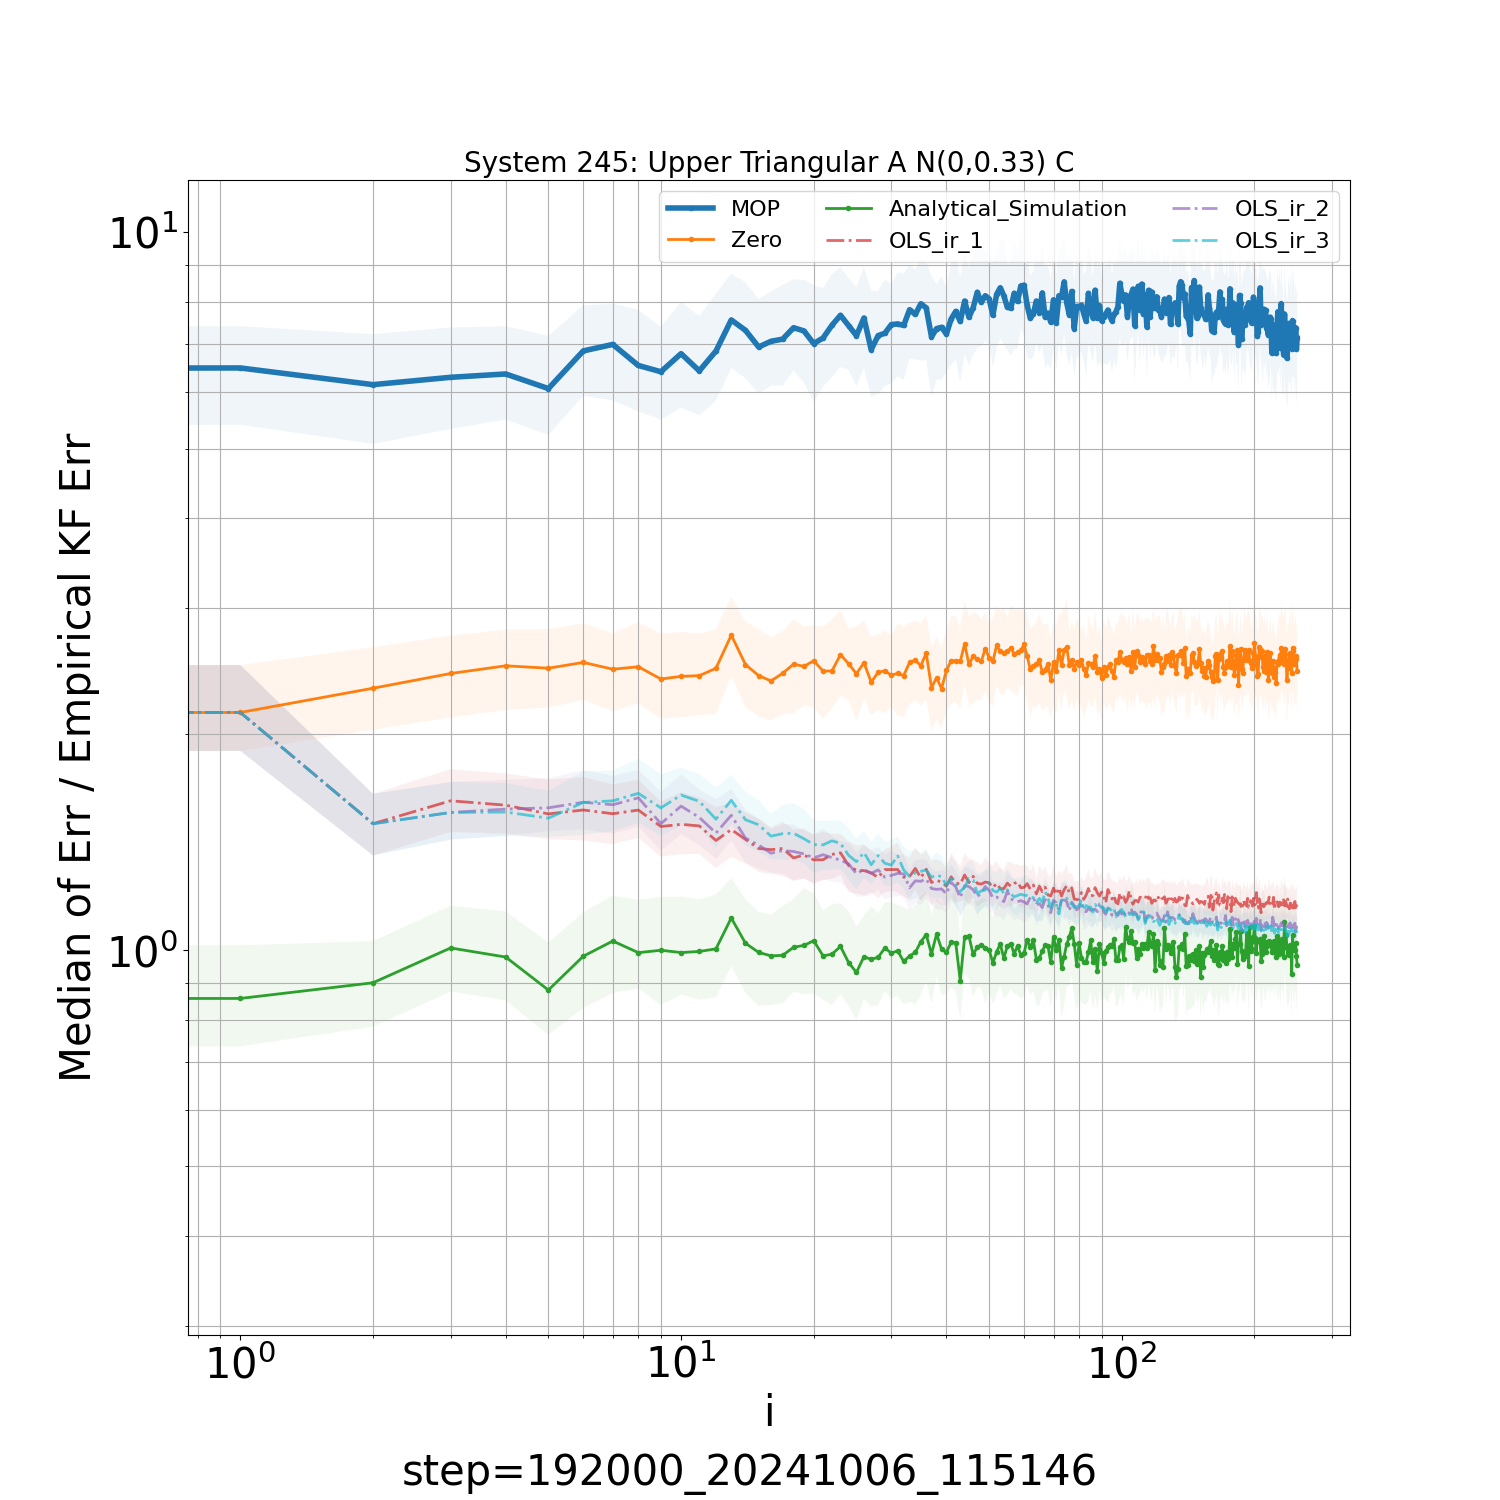 System 245: Upper Triangular A N(0,0.33) C
MOP
Zero
Analytical_Simulation
OLS_ir_1
OLS_ir_2
OLS_ir_3
10¹
10⁰
Median of Err / Empirical KF Err
10⁰
10¹
10²
i
step=192000_20241006_115146